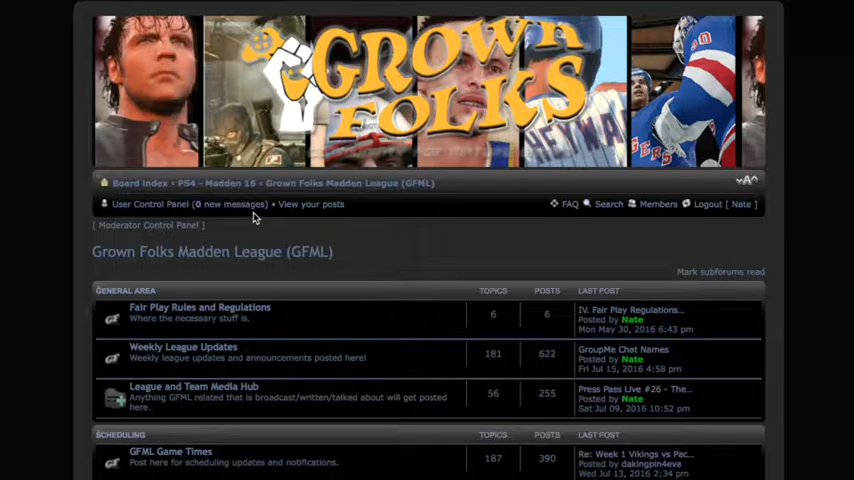 GROWN
FOLKS
HEYWA
Board index ‹ PS4 - Madden 16 ‹ Grown Folks Madden League (GFML)
User Control Panel (0 new messages) • View your posts
FAQ Search Members Logout [ Nate ]
[ Moderator Control Panel ]
Grown Folks Madden League (GFML)
Mark subforums read
GENERAL AREA TOPICS POSTS LAST POST
Fair Play Rules and Regulations
Where the necessary stuff is.
6 6
IV. Fair Play Regulations...
Posted by Nate
Mon May 30, 2016 6:43 pm
Weekly League Updates
Weekly league updates and announcements posted here!
181 622
GroupMe Chat Names
Posted by Nate
Fri Jul 15, 2016 4:58 pm
League and Team Media Hub
Anything GFML related that is broadcast/written/talked about will get posted
here.
56 255
Press Pass Live #26 - The...
Posted by Nate
Sat Jul 09, 2016 10:52 pm
SCHEDULING TOPICS POSTS LAST POST
GFML Game Times
Post here for scheduling updates and notifications.
187 390
Re: Week 1 Vikings vs Pac...
Posted by dakingpin4eva
Wed Jul 13, 2016 2:34 pm